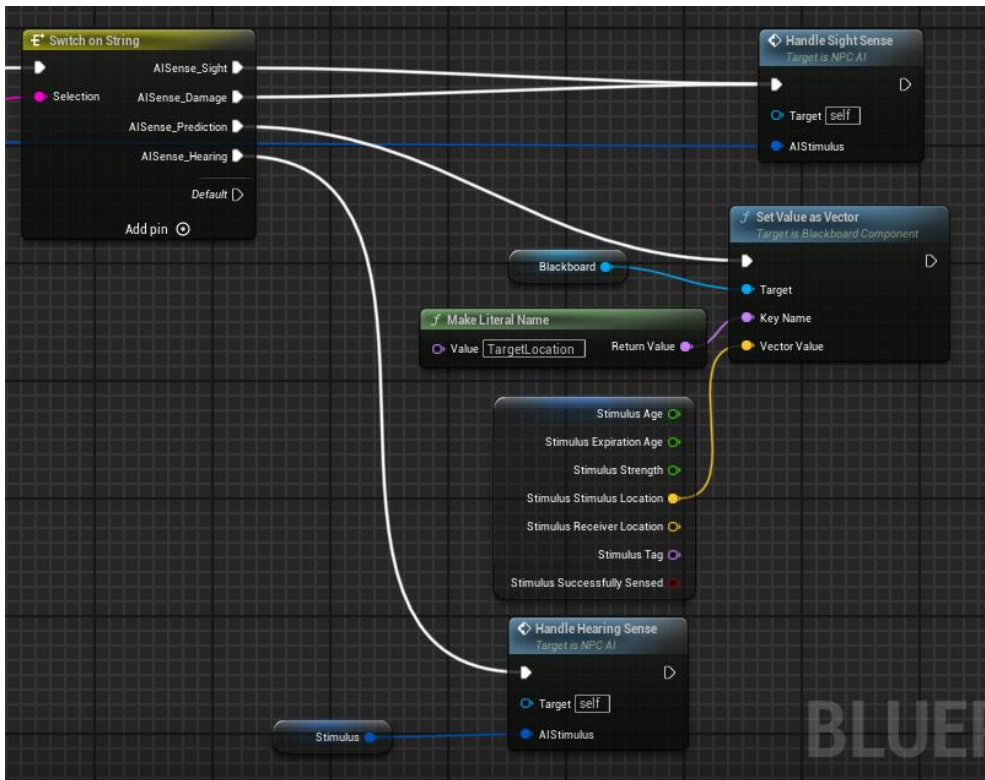 Switch on String
AISense_Sight
Selection
AISense_Damage
AISense_Prediction
AISense_Hearing
Default
Add pin
Handle Sight Sense
Target is NPC AI
Target self
AIStimulus
Set Value as Vector
Target is Blackboard Component
Target
Key Name
Vector Value
Blackboard
Make Literal Name
Value TargetLocation Return Value
Stimulus Age
Stimulus Expiration Age
Stimulus Strength
Stimulus Stimulus Location
Stimulus Receiver Location
Stimulus Tag
Stimulus Successfully Sensed
Handle Hearing Sense
Target is NPC AI
Target self
AIStimulus
Stimulus